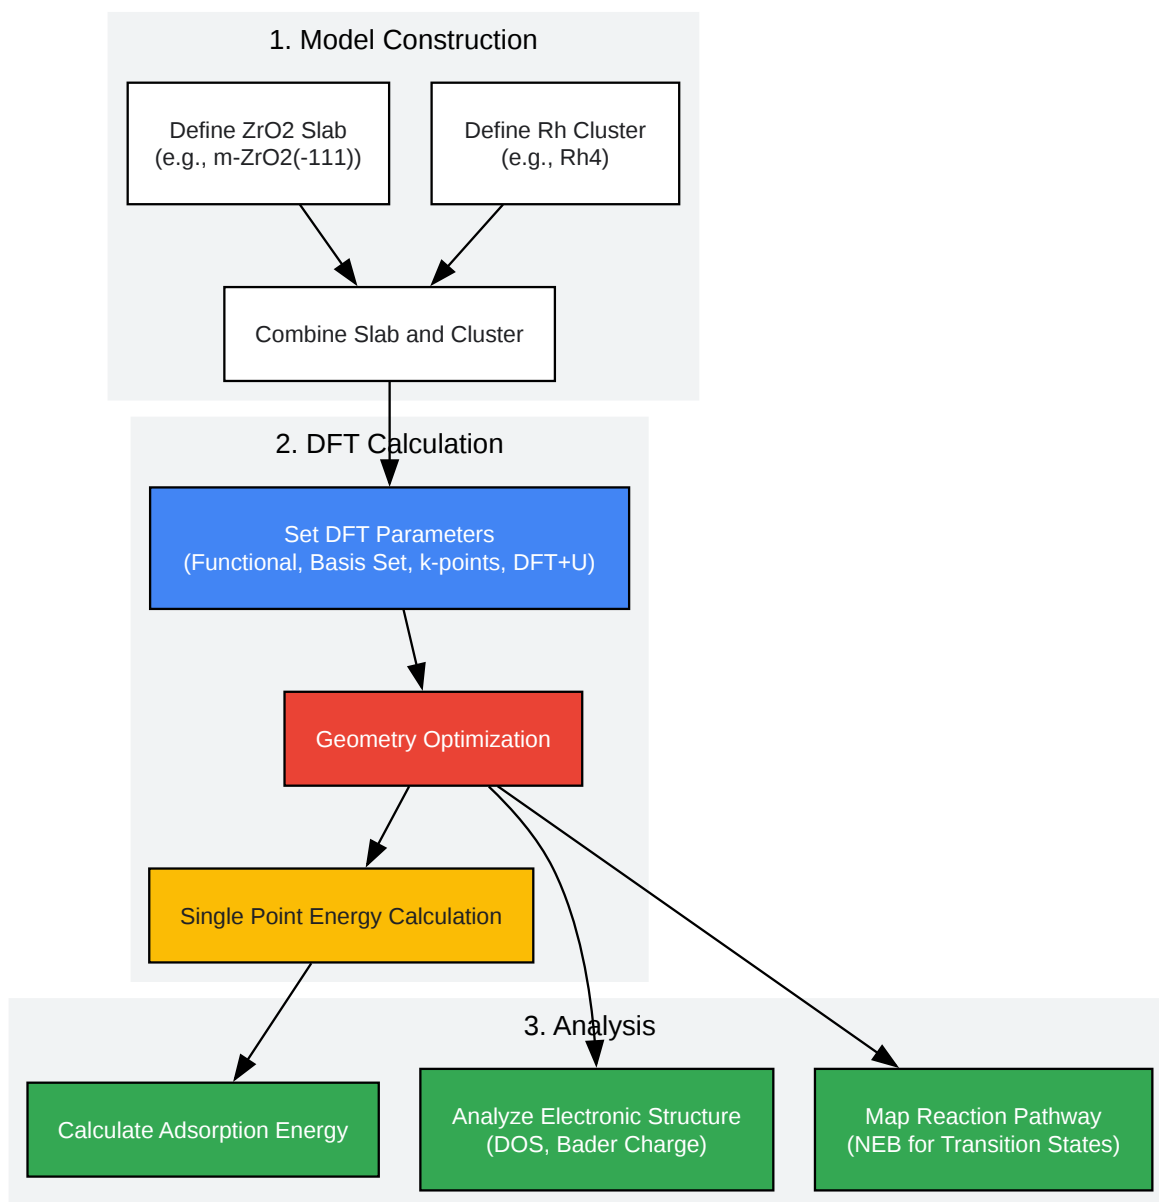 1. Model Construction
Define ZrO2 Slab
(e.g., m-ZrO2(-111))
Define Rh Cluster
(e.g., Rh4)
Combine Slab and Cluster
2. DFT Calculation
Set DFT Parameters
(Functional, Basis Set, k-points, DFT+U)
Geometry Optimization
Single Point Energy Calculation
3. Analysis
Calculate Adsorption Energy
Analyze Electronic Structure
(DOS, Bader Charge)
Map Reaction Pathway
(NEB for Transition States)